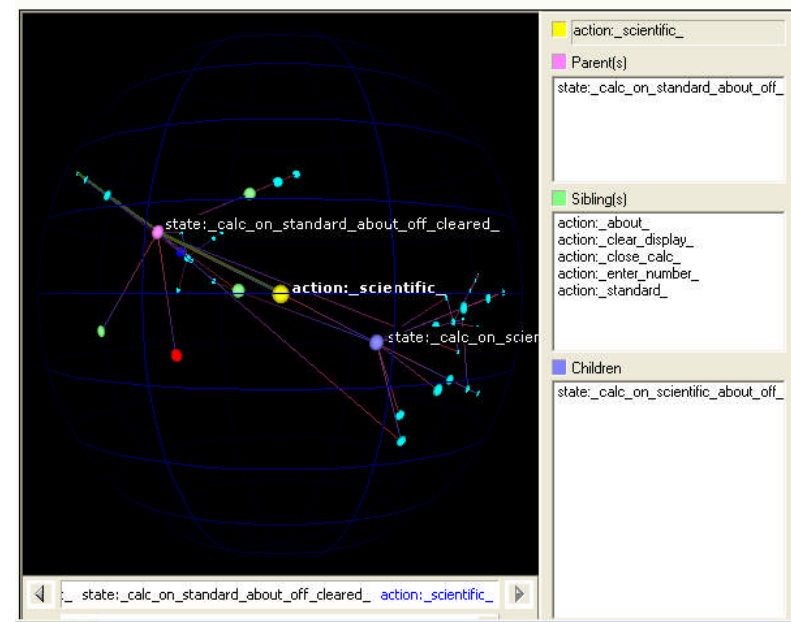 state:_calc_on_standard_about_off_cleared_
action:_scientific_
state:_calc_on_scien
:_ state:_calc_on_standard_about_off_cleared_ action:_scientific_
action:_scientific_
Parent(s)
state:_calc_on_standard_about_off_
Sibling(s)
action:_about_
action:_clear_display_
action:_close_calc_
action:_enter_number_
action:_standard_
Children
state:_calc_on_scientific_about_off_